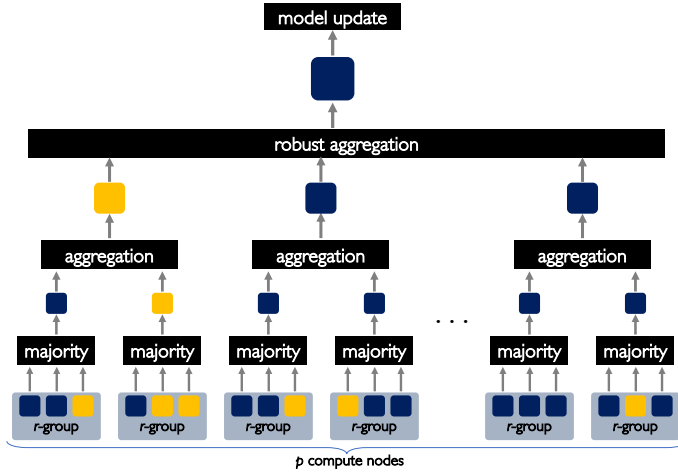 model update
robust aggregation
aggregation aggregation aggregation
. . .
majority majority majority majority majority majority
r-group r-group r-group r-group r-group r-group
p compute nodes